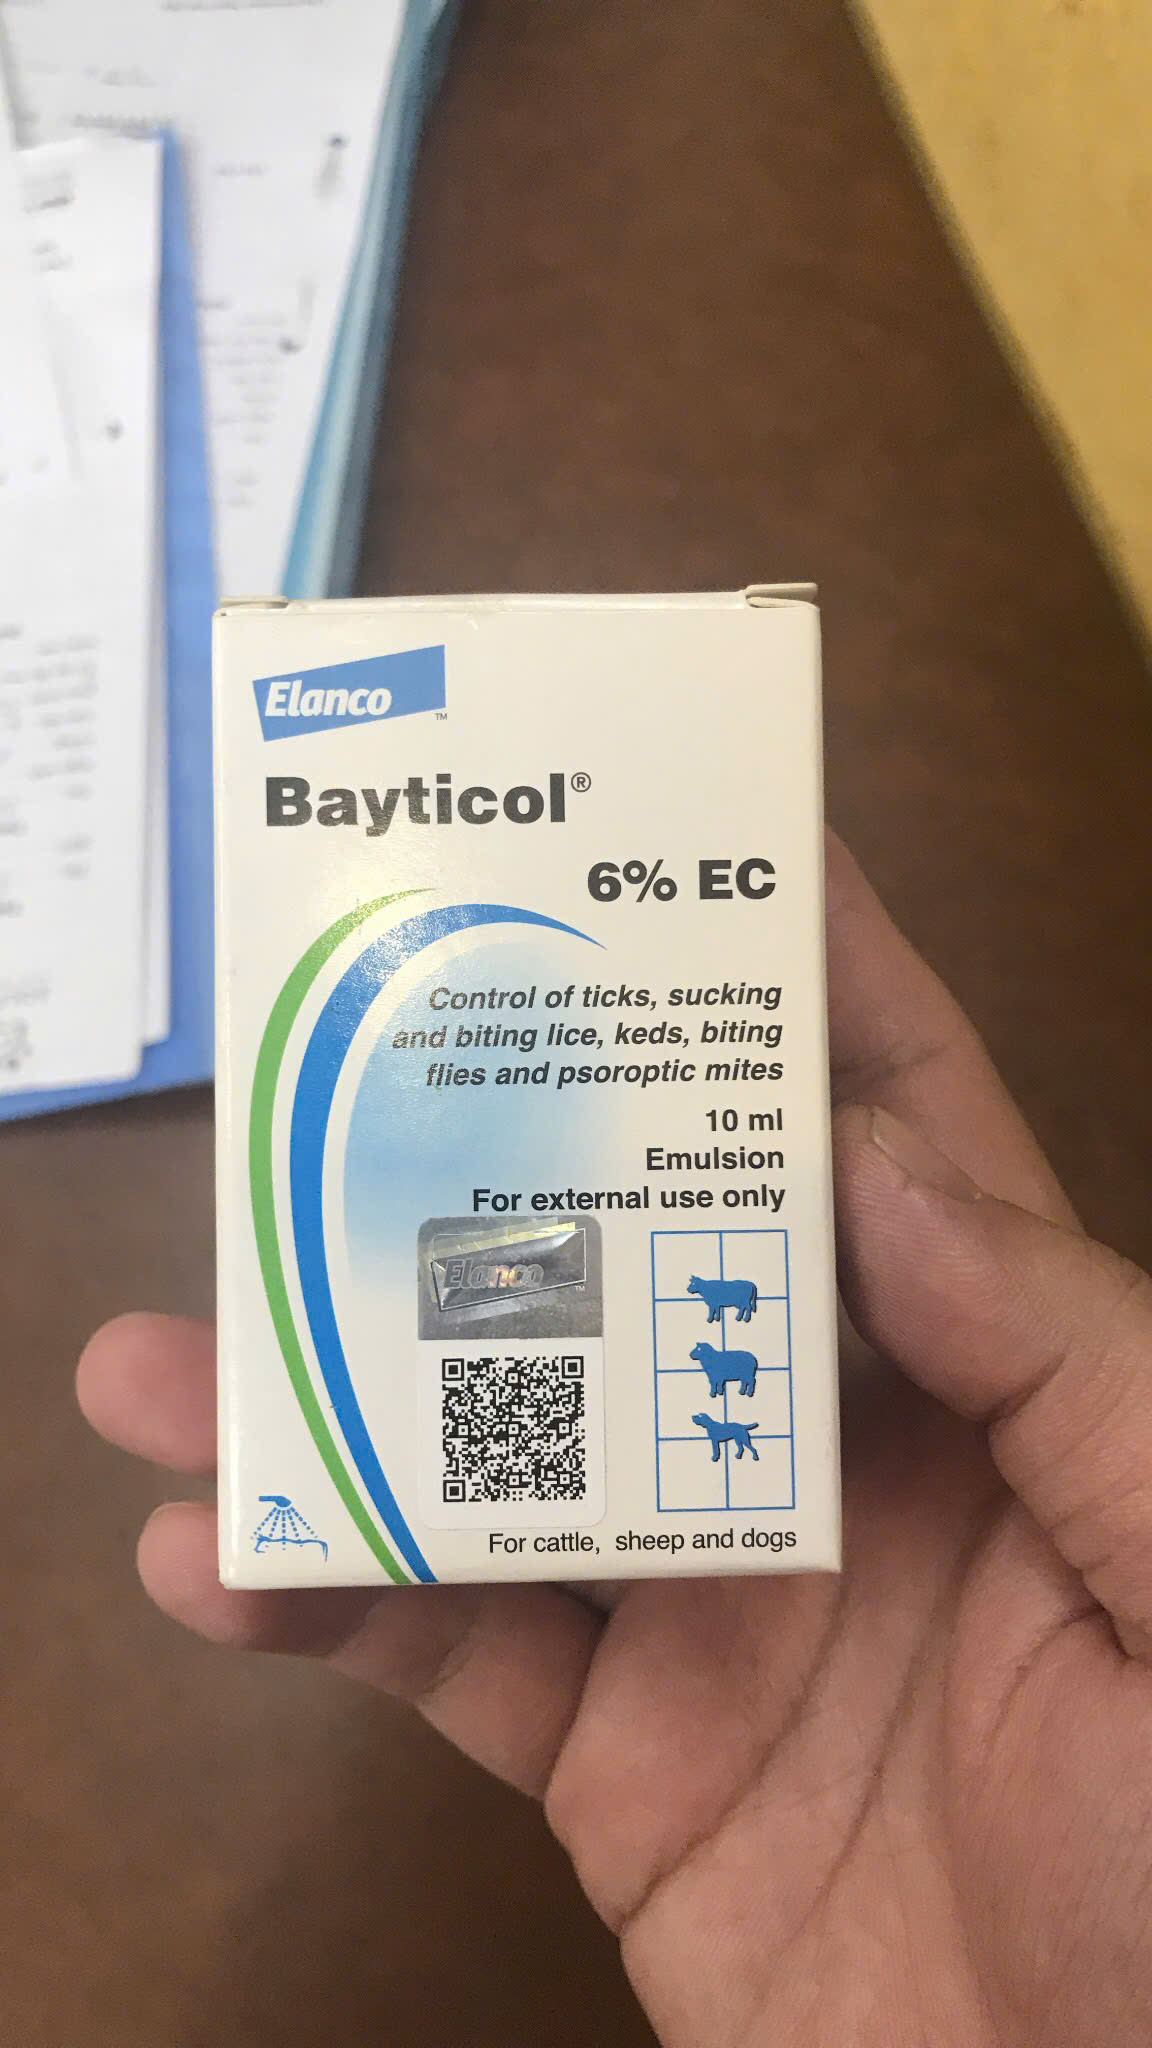 Elanco
TM
Bayticol®
6% EC
Control of ticks, sucking
and biting lice, keds, biting
flies and psoroptic mites
10 ml
Emulsion
For external use only
Elanco
TM
For cattle, sheep and dogs